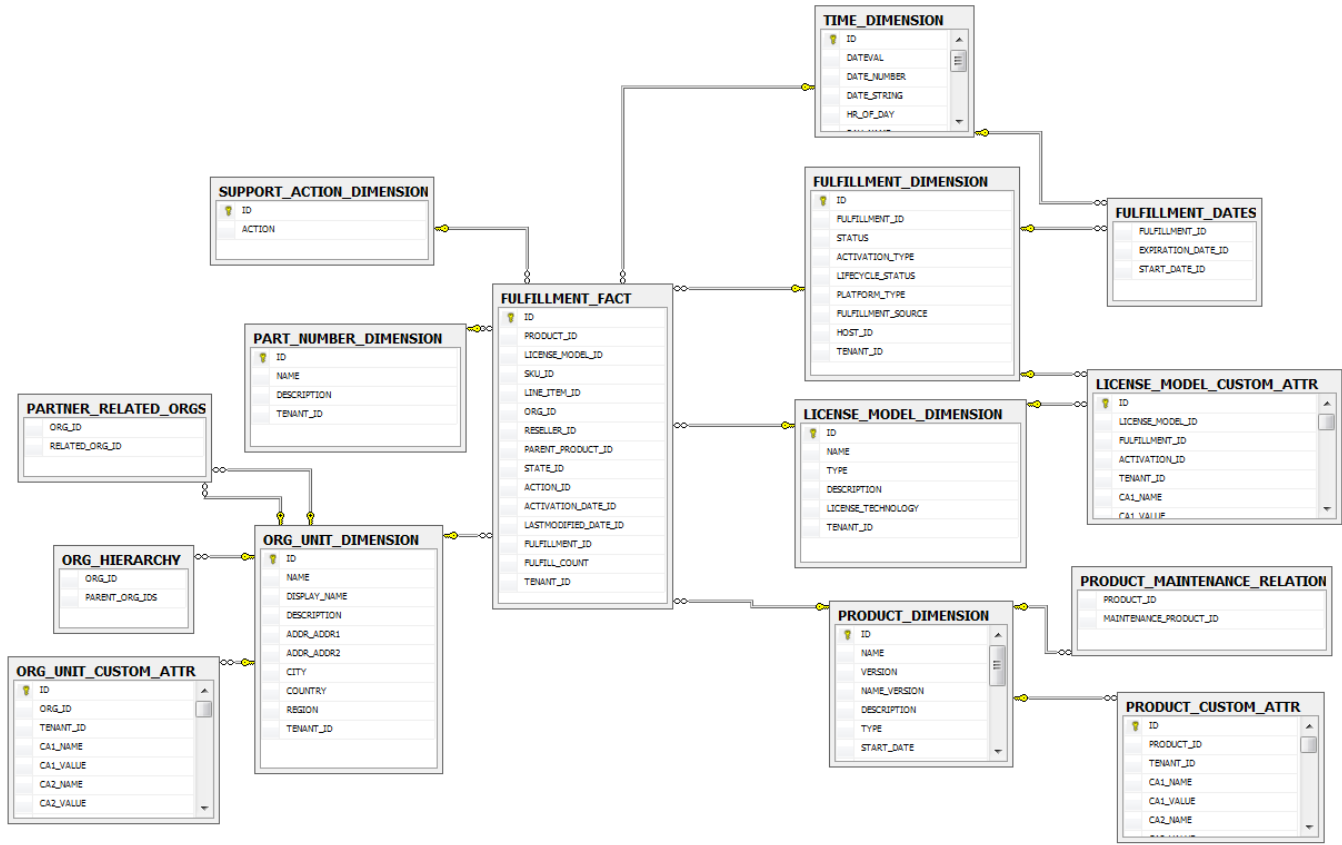 TIME_DIMENSION
ID
DATEVAL
DATE_NUMBER
DATE_STRING
HR_OF_DAY
SUPPORT_ACTION_DIMENSION
ID
ACTION
FULFILLMENT_DIMENSION
ID
FULFILLMENT_ID
STATUS
ACTIVATION_TYPE
LIFECYCLE_STATUS
PLATFORM_TYPE
FULFILLMENT_SOURCE
HOST_ID
TENANT_ID
FULFILLMENT_DATES
FULFILLMENT_ID
EXPIRATION_DATE_ID
START_DATE_ID
FULFILLMENT_FACT
ID
PRODUCT_ID
LICENSE_MODEL_ID
SKU_ID
LINE_ITEM_ID
ORG_ID
RESELLER_ID
PARENT_PRODUCT_ID
STATE_ID
ACTION_ID
ACTIVATION_DATE_ID
LASTMODIFIED_DATE_ID
FULFILLMENT_ID
FULFILL_COUNT
TENANT_ID
PART_NUMBER_DIMENSION
ID
NAME
DESCRIPTION
TENANT_ID
LICENSE_MODEL_CUSTOM_ATTR
ID
LICENSE_MODEL_ID
FULFILLMENT_ID
ACTIVATION_ID
TENANT_ID
CA1_NAME
CA1_VALUE
PARTNER_RELATED_ORGS
ORG_ID
RELATED_ORG_ID
LICENSE_MODEL_DIMENSION
ID
NAME
TYPE
DESCRIPTION
LICENSE_TECHNOLOGY
TENANT_ID
ORG_UNIT_DIMENSION
ID
NAME
DISPLAY_NAME
DESCRIPTION
ADDR_ADDR1
ADDR_ADDR2
CITY
COUNTRY
REGION
TENANT_ID
ORG_HIERARCHY
ORG_ID
PARENT_ORG_IDS
PRODUCT_MAINTENANCE_RELATION
PRODUCT_ID
MAINTENANCE_PRODUCT_ID
PRODUCT_DIMENSION
ID
NAME
VERSION
NAME_VERSION
DESCRIPTION
TYPE
START_DATE
ORG_UNIT_CUSTOM_ATTR
ID
ORG_ID
TENANT_ID
CA1_NAME
CA1_VALUE
CA2_NAME
CA2_VALUE
PRODUCT_CUSTOM_ATTR
ID
PRODUCT_ID
TENANT_ID
CA1_NAME
CA1_VALUE
CA2_NAME